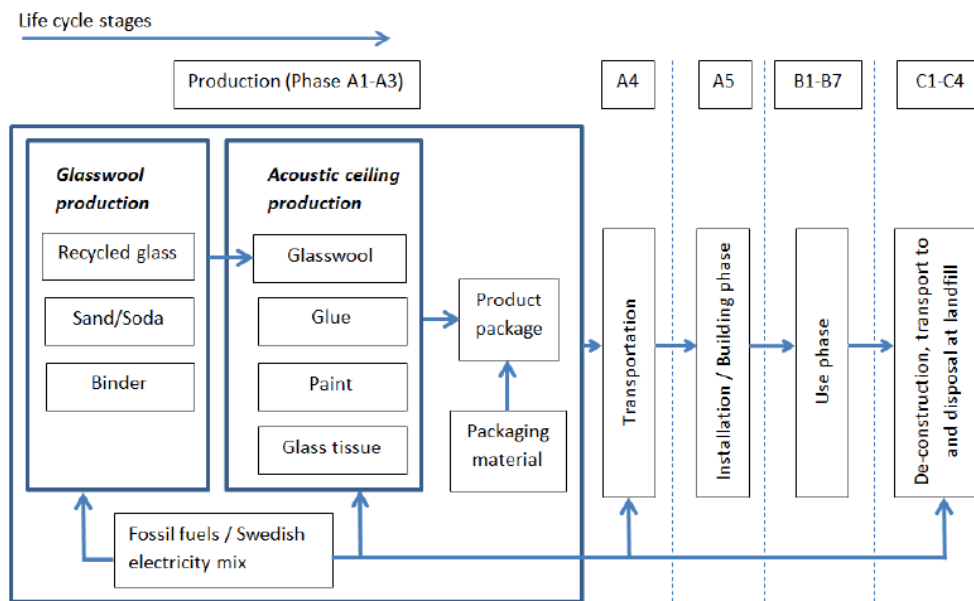 Life cycle stages
Production (Phase A1-A3)
A4
A5
B1-B7
C1-C4
Glasswool
production
Recycled glass
Sand/Soda
Binder
Acoustic ceiling
production
Glasswool
Glue
Paint
Glass tissue
Product
package
Packaging
material
Fossil fuels / Swedish
electricity mix
Transportation
Installation / Building phase
Use phase
De-construction, transport to
and disposal at landfill